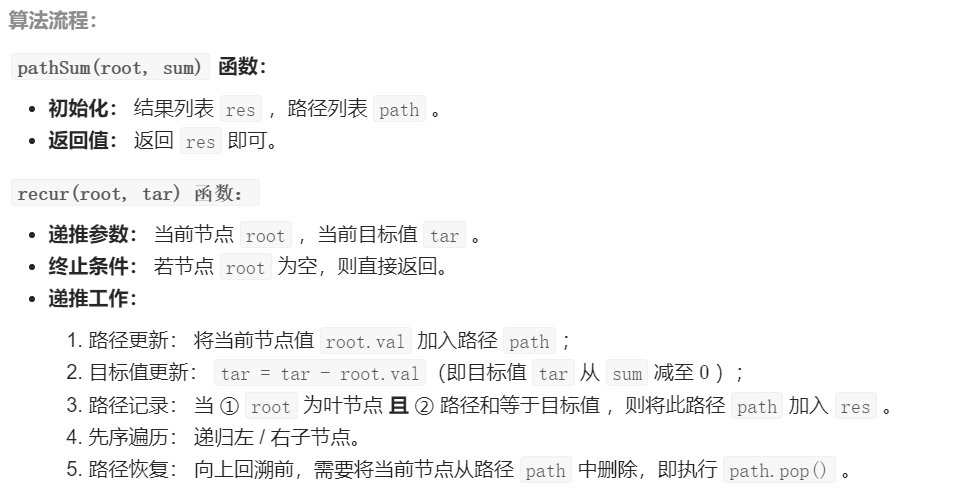 算法流程：
pathSum(root, sum) 函数：
• 初始化： 结果列表 res ，路径列表 path 。
• 返回值： 返回 res 即可。
recur(root, tar) 函数：
• 递推参数： 当前节点 root ，当前目标值 tar 。
• 终止条件： 若节点 root 为空，则直接返回。
• 递推工作：
1. 路径更新： 将当前节点值 root.val 加入路径 path ；
2. 目标值更新： tar = tar - root.val（即目标值 tar 从 sum 减至 0 ）；
3. 路径记录： 当 ① root 为叶节点 且 ② 路径和等于目标值 ，则将此路径 path 加入 res 。
4. 先序遍历： 递归左 / 右子节点。
5. 路径恢复： 向上回溯前，需要将当前节点从路径 path 中删除，即执行 path.pop() 。